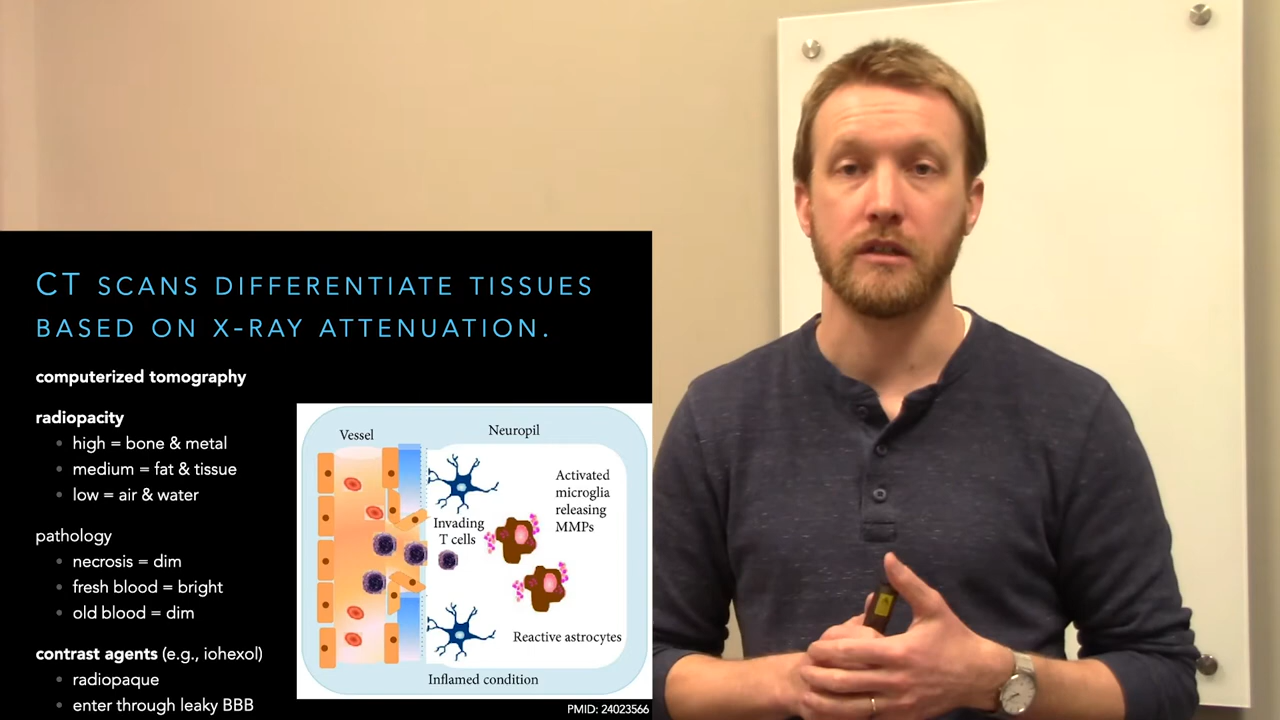 CT SCANS DIFFERENTIATE TISSUES
BASED ON X-RAY ATTENUATION.
computerized tomography
radiopacity
• high = bone & metal
• medium = fat & tissue
• low = air & water
pathology
• necrosis = dim
• fresh blood = bright
• old blood = dim
contrast agents (e.g., iohexol)
• radiopaque
• enter through leaky BBB
Vessel
Neuropil
Activated
microglia
releasing
MMPs
Invading
T cells
Reactive astrocytes
Inflamed condition
PMID: 24023566